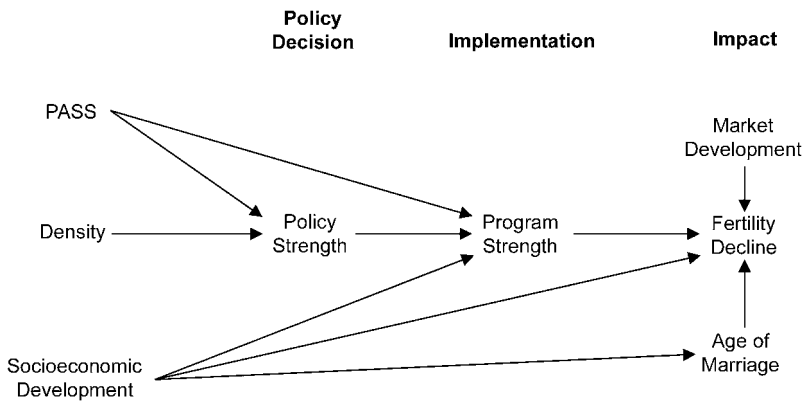 Policy
Decision
Implementation
Impact
PASS
Market
Development
Density
Policy
Strength
Program
Strength
Fertility
Decline
Socioeconomic
Development
Age of
Marriage